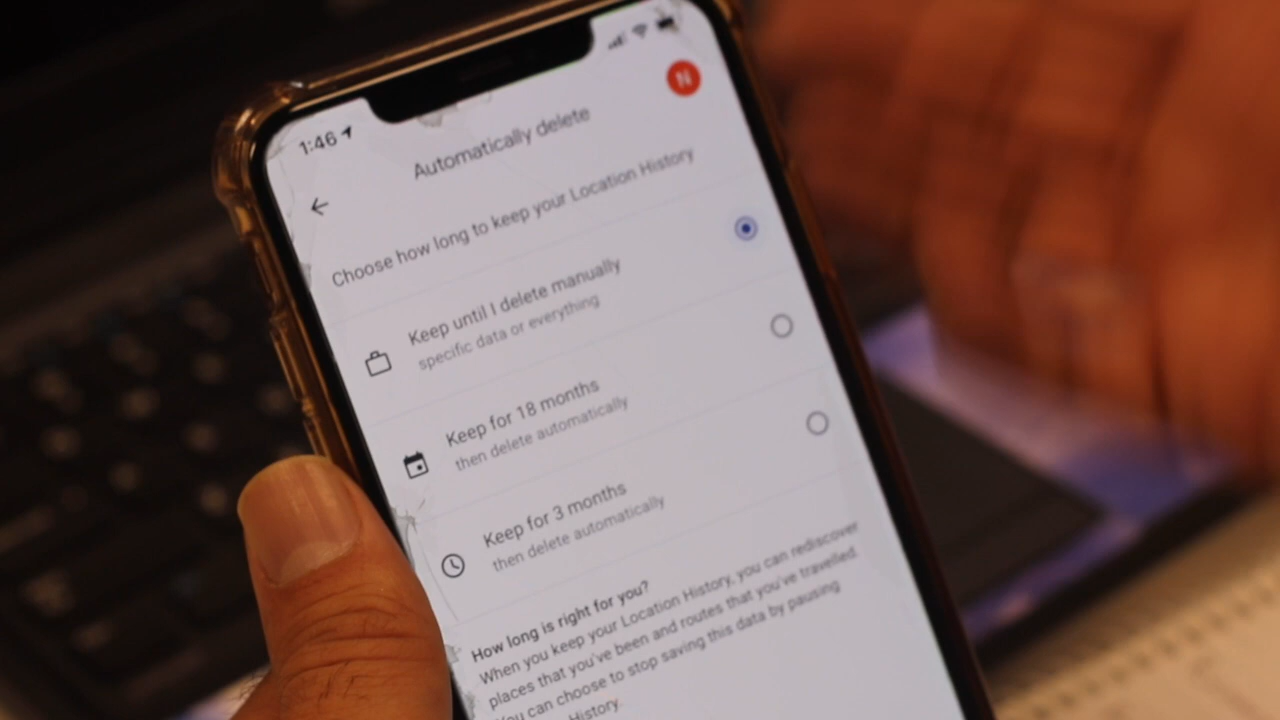 1:46
N
Automatically delete
Choose how long to keep your Location History
Keep until I delete manually
specific data or everything
Keep for 18 months
then delete automatically
Keep for 3 months
then delete automatically
How long is right for you?
When you keep your Location History, you can rediscover
places that you've been and routes that you've travelled.
You can choose to stop saving this data by pausing
History.